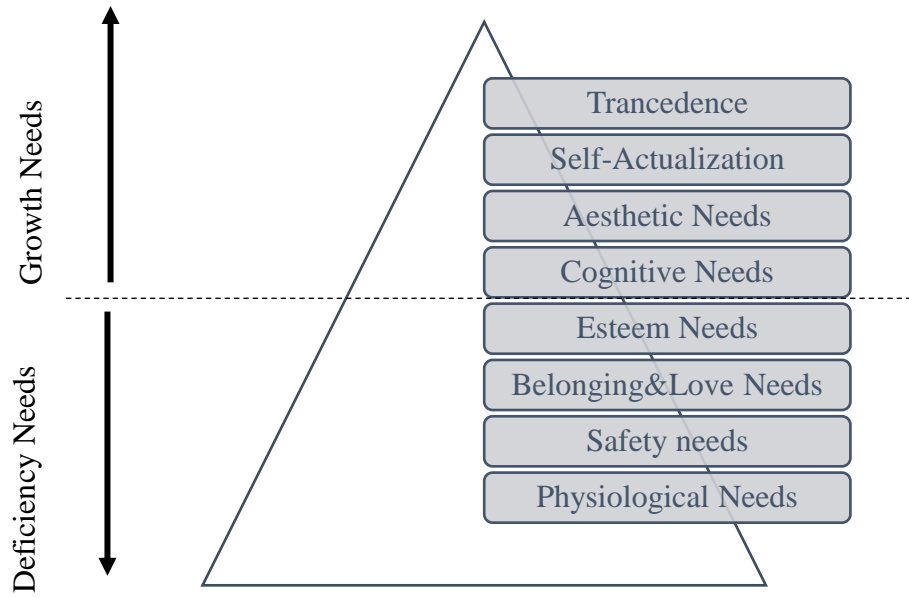 Growth Needs
Deficiency Needs
Trancedence
Self-Actualization
Aesthetic Needs
Cognitive Needs
Esteem Needs
Belonging&Love Needs
Safety needs
Physiological Needs